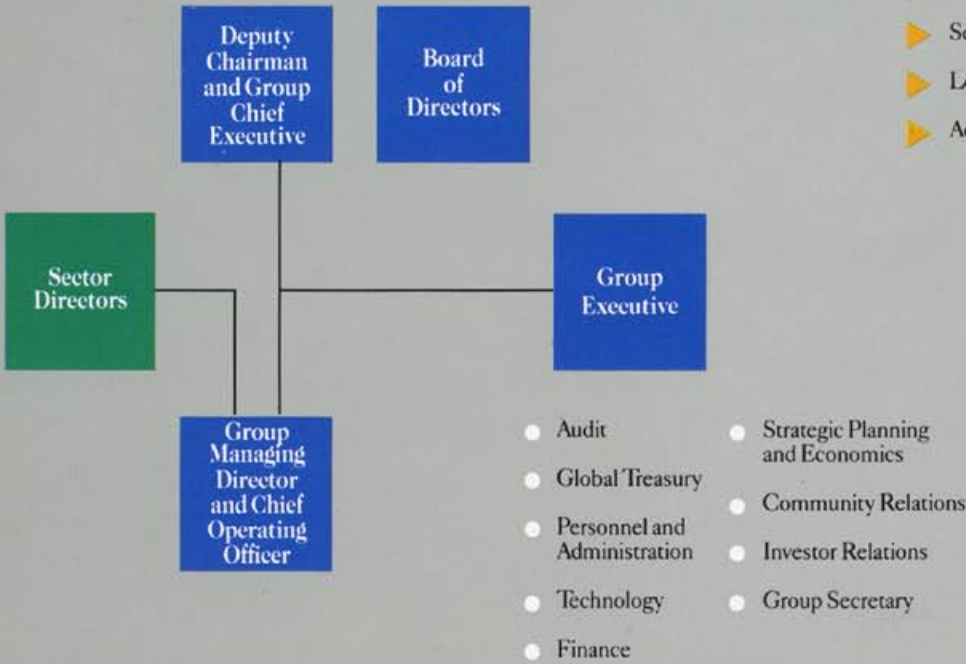 Deputy
Chairman
and Group
Chief
Executive
Board
of
Directors
Sector
Directors
Group
Executive
Group
Managing
Director
and Chief
Operating
Officer
Audit
Global Treasury
Personnel and
Administration
Technology
Finance
Strategic Planning
and Economics
Community Relations
Investor Relations
Group Secretary